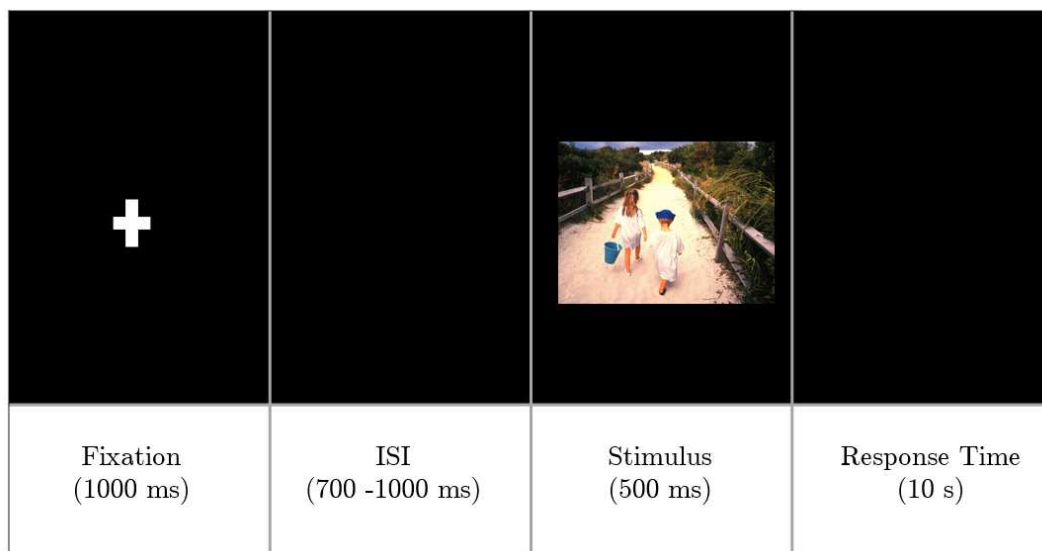 Fixation
(1000 ms)
ISI
(700 -1000 ms)
Stimulus
(500 ms)
Response Time
(10 s)